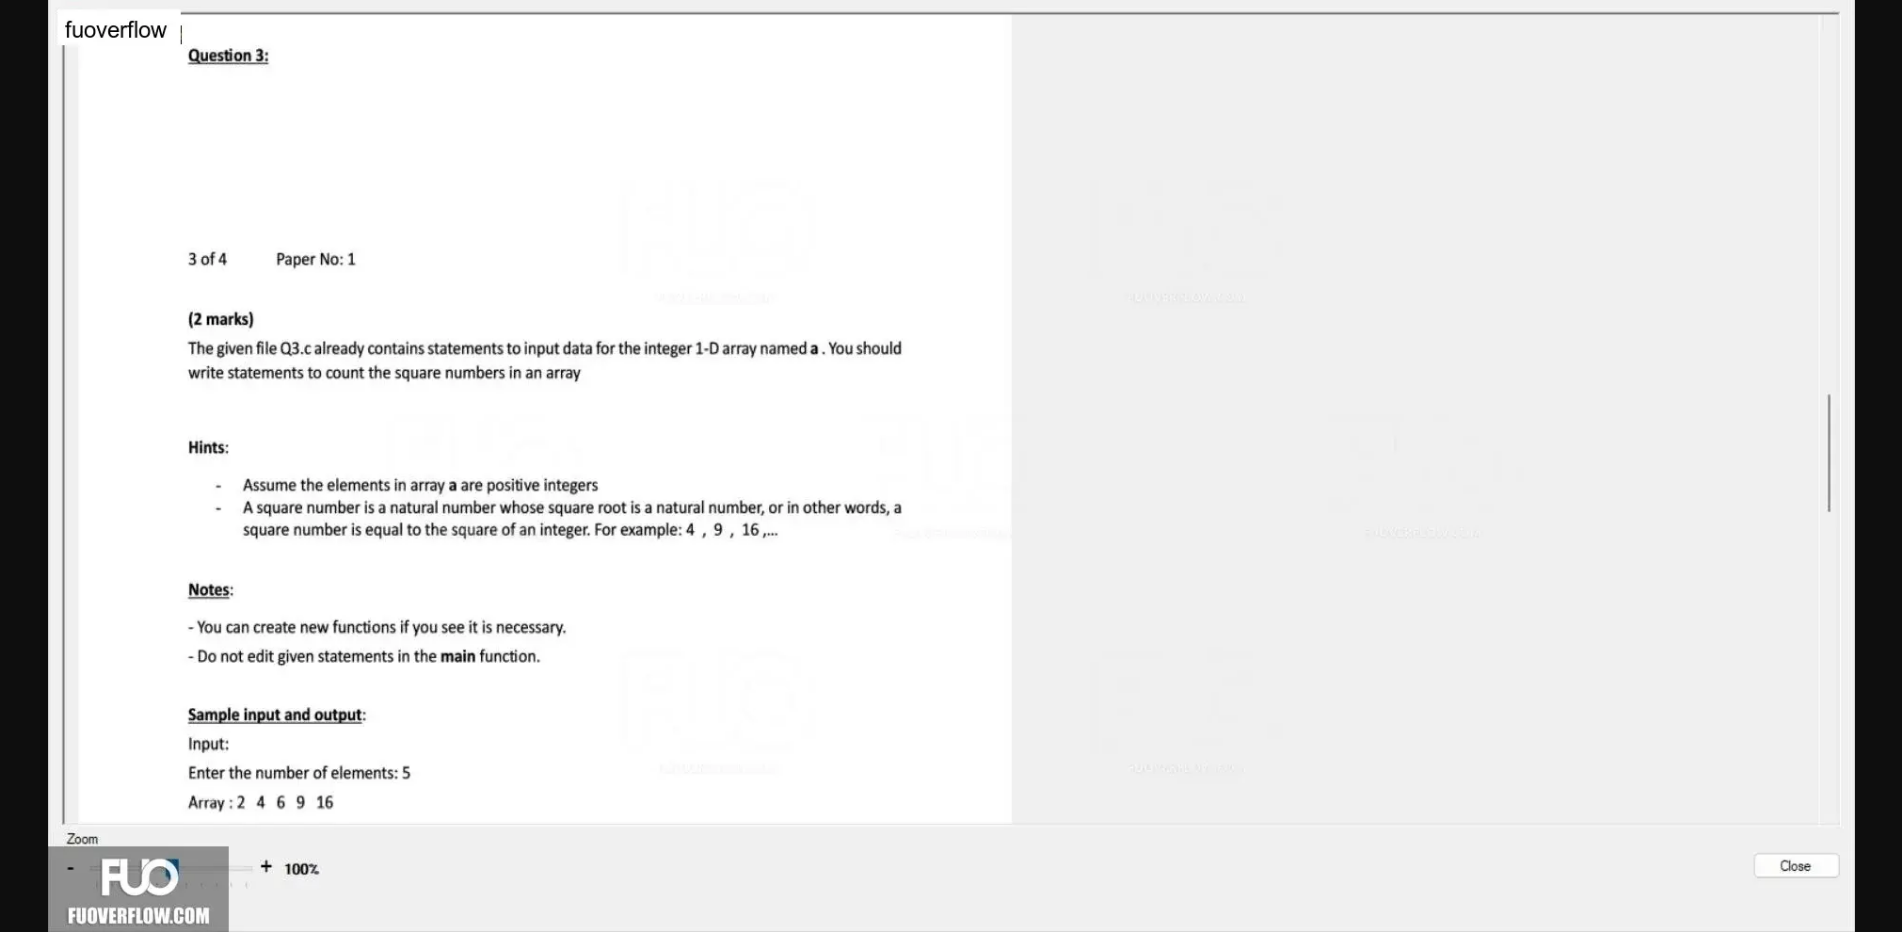 fuoverflow
Question 3:
3 of 4 Paper No: 1
(2 marks)
The given file Q3.c already contains statements to input data for the integer 1-D array named a . You should
write statements to count the square numbers in an array
Hints:
- Assume the elements in array a are positive integers
- A square number is a natural number whose square root is a natural number, or in other words, a
square number is equal to the square of an integer. For example: 4 , 9 , 16 ,...
Notes:
- You can create new functions if you see it is necessary.
- Do not edit given statements in the main function.
Sample input and output:
Input:
Enter the number of elements: 5
Array : 2 4 6 9 16
Zoom
- + 100%
Close
FUO
FUOVERFLOW.COM